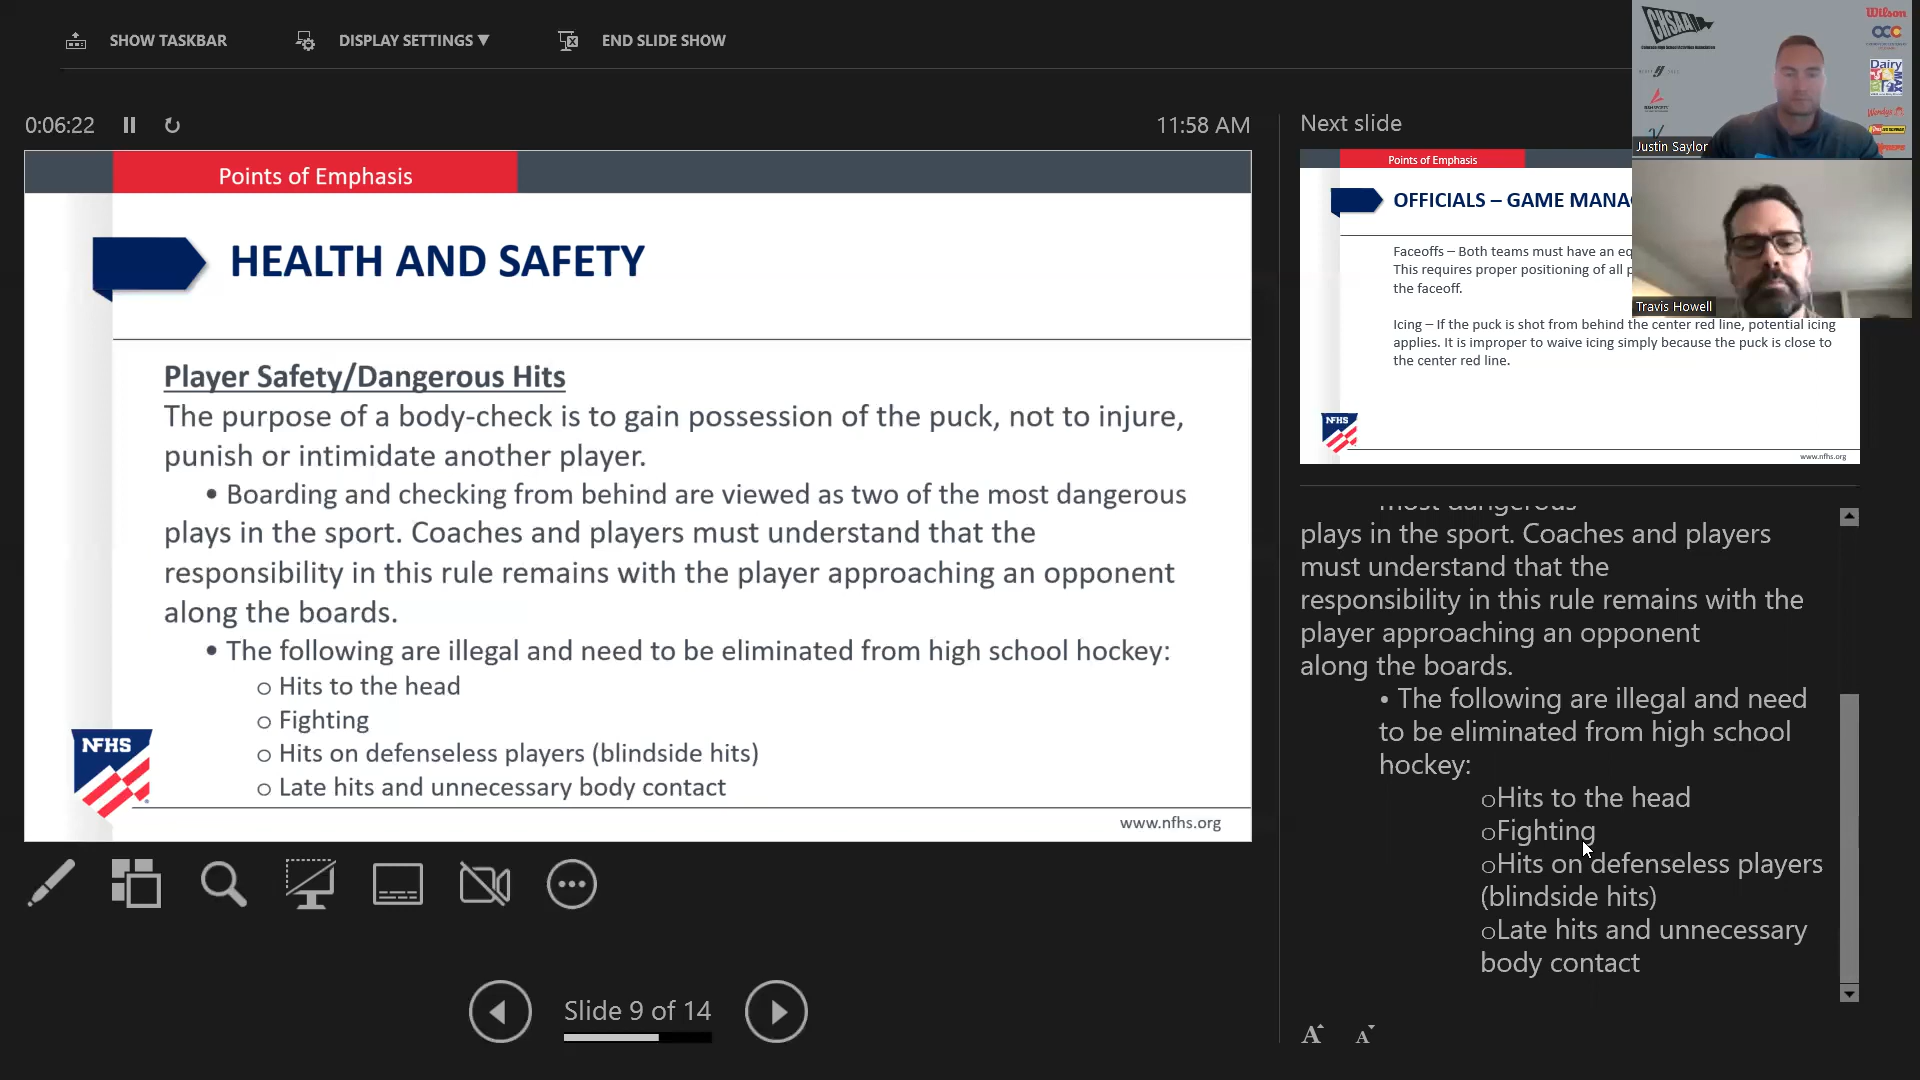 SHOW TASKBAR
DISPLAY SETTINGS ▼
END SLIDE SHOW
0:06:22
11:58 AM
Points of Emphasis
HEALTH AND SAFETY
Player Safety/Dangerous Hits
The purpose of a body-check is to gain possession of the puck, not to injure,
punish or intimidate another player.
• Boarding and checking from behind are viewed as two of the most dangerous
plays in the sport. Coaches and players must understand that the
responsibility in this rule remains with the player approaching an opponent
along the boards.
• The following are illegal and need to be eliminated from high school hockey:
o Hits to the head
o Fighting
o Hits on defenseless players (blindside hits)
o Late hits and unnecessary body contact
NFHS
www.nfhs.org
Slide 9 of 14
Next slide
Points of Emphasis
OFFICIALS – GAME MANA
Faceoffs – Both teams must have an eq
This requires proper positioning of all p
the faceoff.
Icing – If the puck is shot from behind the center red line, potential icing
applies. It is improper to waive icing simply because the puck is close to
the center red line.
NFHS
www.nfhs.org
CHSAA
Wilson
OCC
Dairy
MAX
Wendy's
Justin Saylor
Travis Howell
most dangerous
plays in the sport. Coaches and players
must understand that the
responsibility in this rule remains with the
player approaching an opponent
along the boards.
• The following are illegal and need
to be eliminated from high school
hockey:
oHits to the head
oFighting
oHits on defenseless players
(blindside hits)
oLate hits and unnecessary
body contact
A A